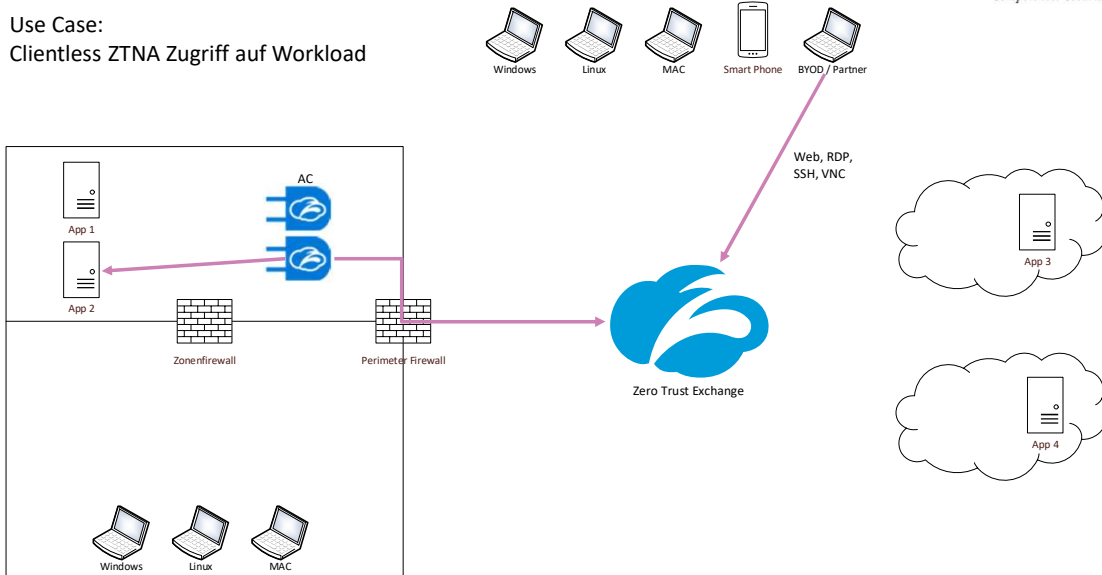 Use Case:
Clientless ZTNA Zugriff auf Workload
Windows
Linux
MAC
Smart Phone
BYOD / Partner
Web, RDP,
SSH, VNC
AC
App 1
App 2
App 3
Zonenfirewall
Perimeter Firewall
Zero Trust Exchange
App 4
Windows
Linux
MAC